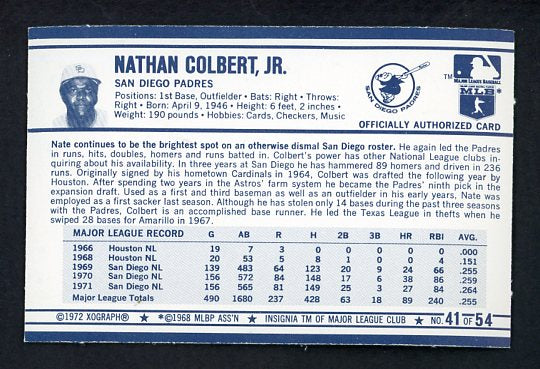 NATHAN COLBERT, JR.
SAN DIEGO PADRES
Positions: 1st Base, Outfielder • Bats: Right • Throws:
Right • Born: April 9, 1946 • Height: 6 feet, 2 inches •
Weight: 190 pounds • Hobbies: Cards, Checkers, Music
SAN DIEGO PADRES
TM
MAJOR LEAGUE BASEBALL
MLB
OFFICIALLY AUTHORIZED CARD
Nate continues to be the brightest spot on an otherwise dismal San Diego roster. He again led the Padres
in runs, hits, doubles, homers and runs batted in. Colbert's power has other National League clubs in-
quiring about his availability. In three years at San Diego he has hammered 89 homers and driven in 236
runs. Originally signed by his hometown Cardinals in 1964, Colbert was drafted the following year by
Houston. After spending two years in the Astros' farm system he became the Padres' ninth pick in the
expansion draft. Used as a first and third baseman as well as an outfielder in his early years, Nate was
employed as a first sacker last season. Although he has stolen only 14 bases during the past three seasons
with the Padres, Colbert is an accomplished base runner. He led the Texas League in thefts when he
swiped 28 bases for Amarillo in 1967.
MAJOR LEAGUE RECORD G AB R H 2B 3B HR RBI AVG.
1966 Houston NL 19 7 3 0 0 0 0 0 .000
1968 Houston NL 20 53 5 8 1 0 0 4 .151
1969 San Diego NL 139 483 64 123 20 9 24 66 .255
1970 San Diego NL 156 572 84 148 17 6 38 86 .259
1971 San Diego NL 156 565 81 149 25 3 27 84 .264
Major League Totals 490 1680 237 428 63 18 89 240 .255
©1972 XOGRAPH® ★ *©1968 MLBP ASS'N ★ INSIGNIA TM OF MAJOR LEAGUE CLUB ★ NO. 41 OF 54